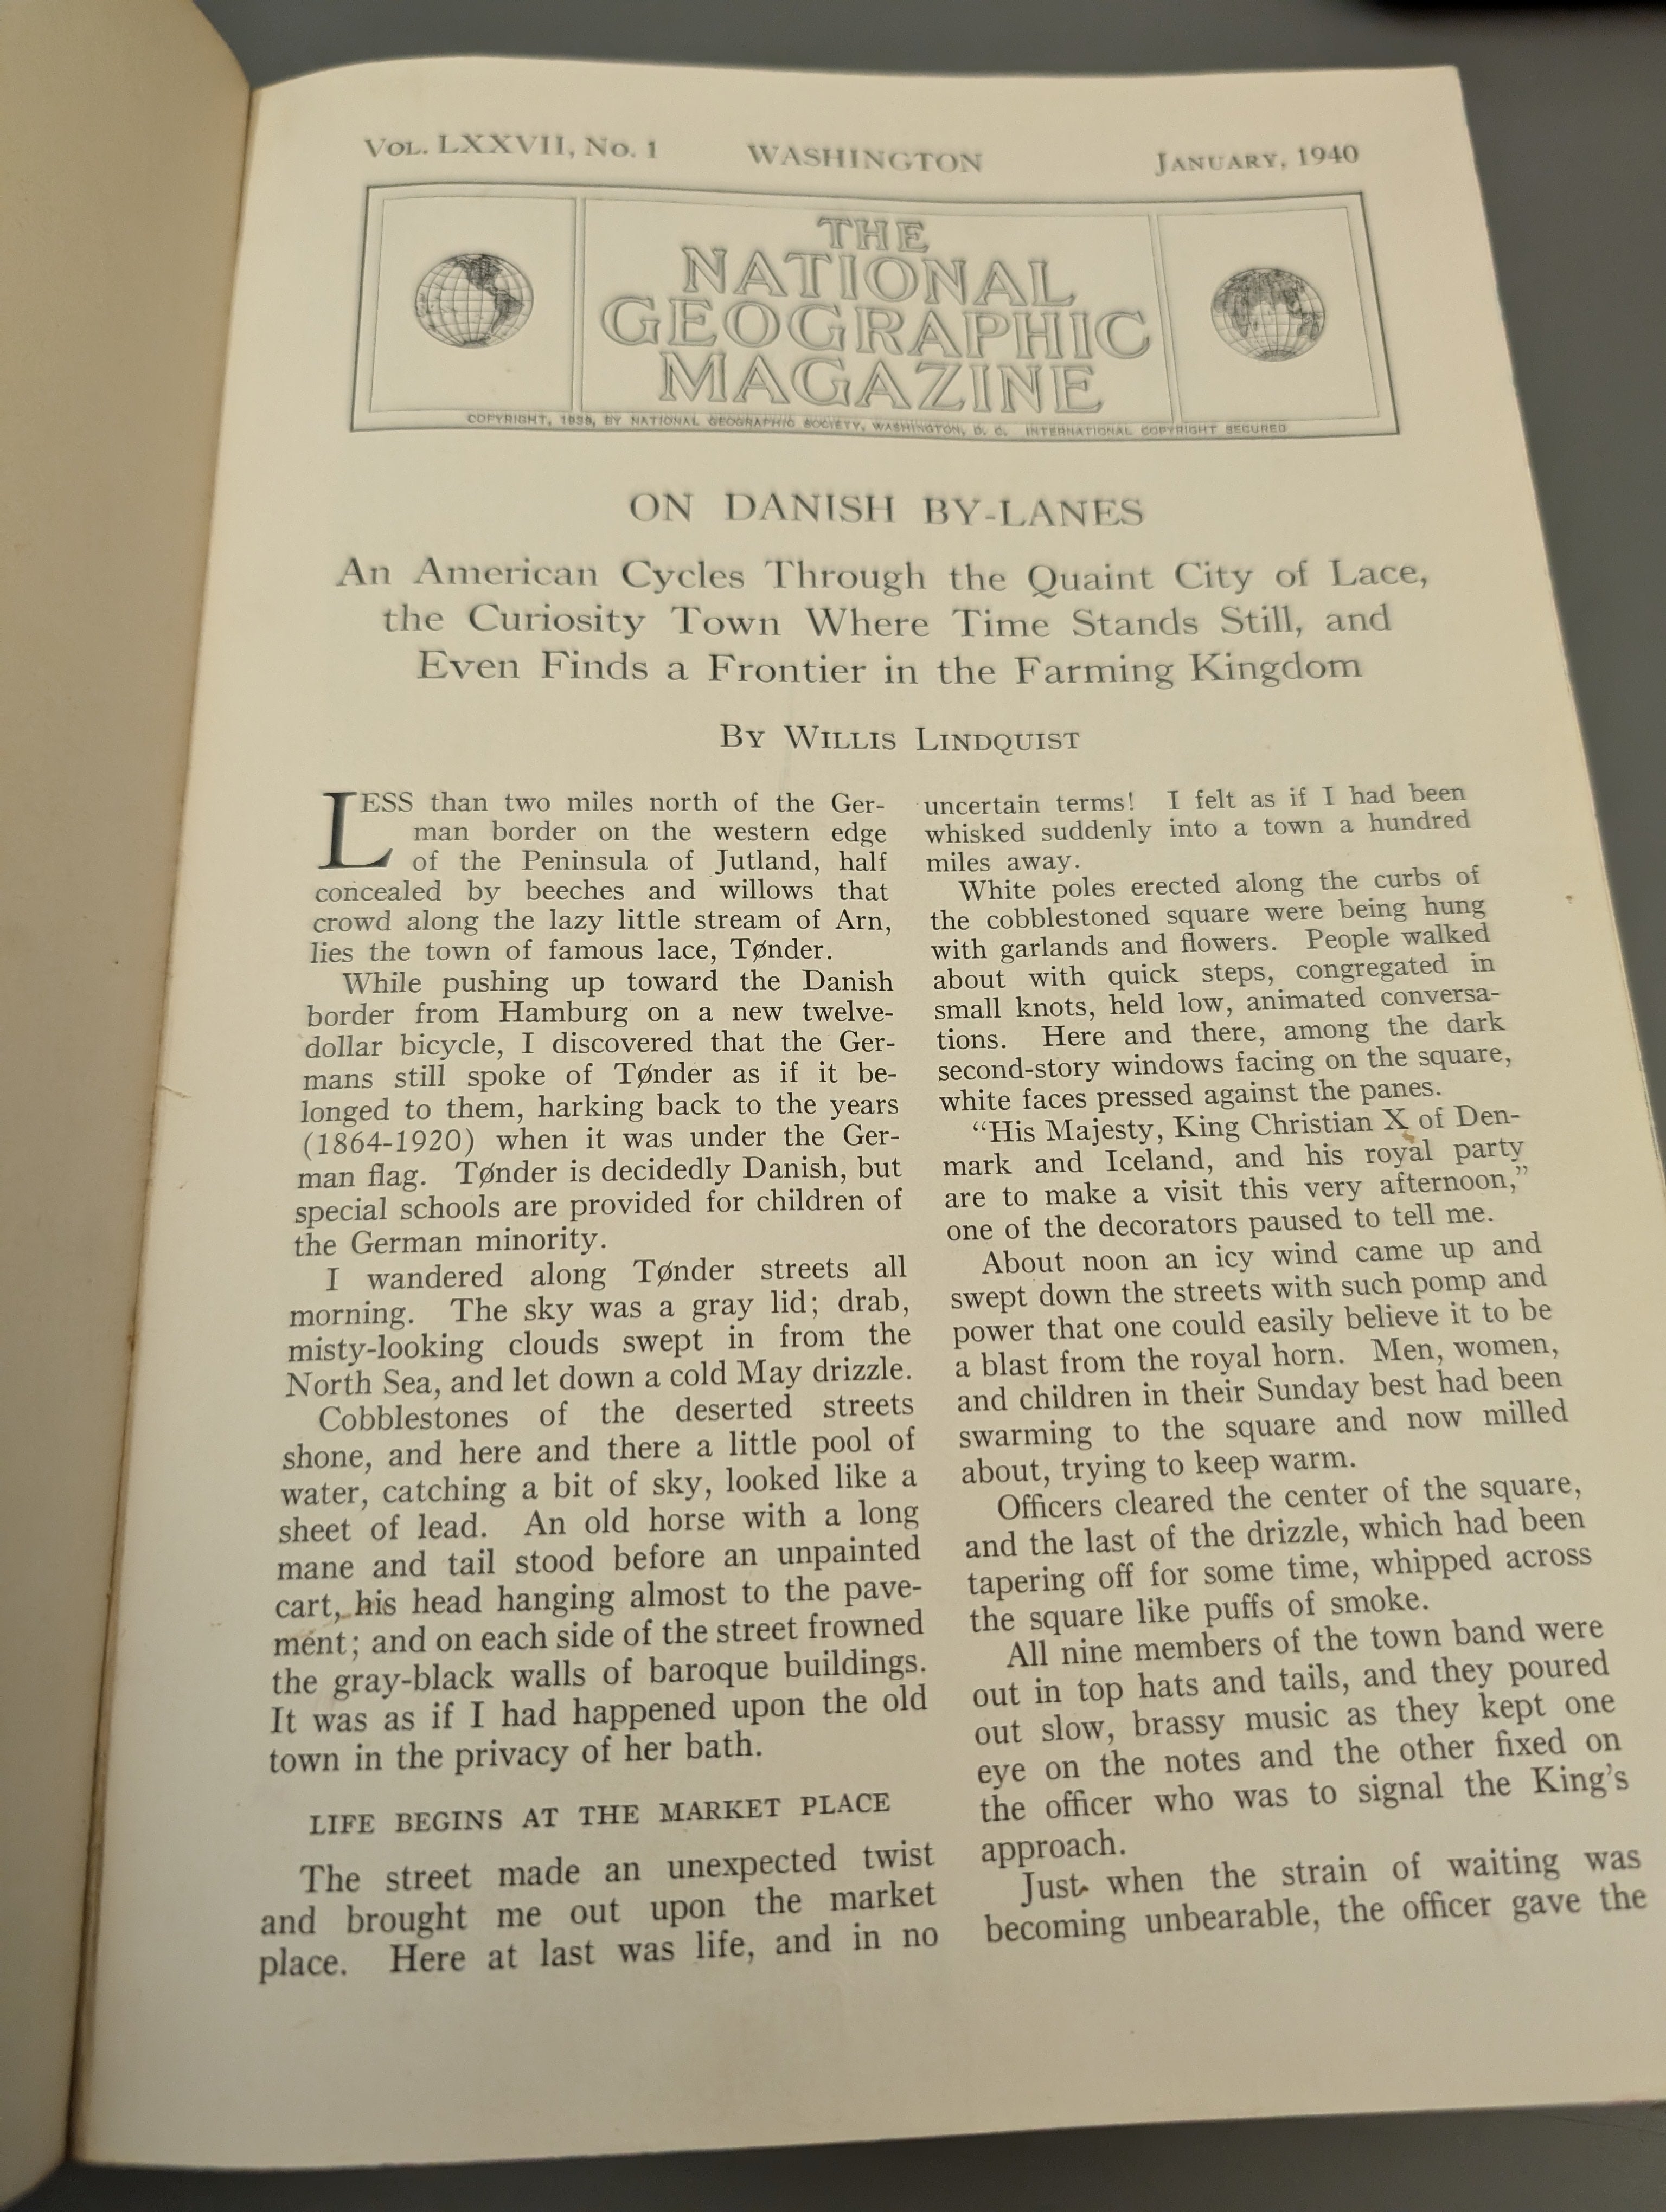 VOL. LXXVII, NO. 1 WASHINGTON JANUARY, 1940
THE
NATIONAL
GEOGRAPHIC
MAGAZINE
COPYRIGHT, 1939, BY NATIONAL GEOGRAPHIC SOCIETY, WASHINGTON, D. C. INTERNATIONAL COPYRIGHT SECURED
ON DANISH BY-LANES
An American Cycles Through the Quaint City of Lace,
the Curiosity Town Where Time Stands Still, and
Even Finds a Frontier in the Farming Kingdom
BY WILLIS LINDQUIST
LESS than two miles north of the Ger-
man border on the western edge
of the Peninsula of Jutland, half
concealed by beeches and willows that
crowd along the lazy little stream of Arn,
lies the town of famous lace, Tønder.
While pushing up toward the Danish
border from Hamburg on a new twelve-
dollar bicycle, I discovered that the Ger-
mans still spoke of Tønder as if it be-
longed to them, harking back to the years
(1864-1920) when it was under the Ger-
man flag. Tønder is decidedly Danish, but
special schools are provided for children of
the German minority.
I wandered along Tønder streets all
morning. The sky was a gray lid; drab,
misty-looking clouds swept in from the
North Sea, and let down a cold May drizzle.
Cobblestones of the deserted streets
shone, and here and there a little pool of
water, catching a bit of sky, looked like a
sheet of lead. An old horse with a long
mane and tail stood before an unpainted
cart, his head hanging almost to the pave-
ment; and on each side of the street frowned
the gray-black walls of baroque buildings.
It was as if I had happened upon the old
town in the privacy of her bath.
LIFE BEGINS AT THE MARKET PLACE
The street made an unexpected twist
and brought me out upon the market
place. Here at last was life, and in no
uncertain terms! I felt as if I had been
whisked suddenly into a town a hundred
miles away.
White poles erected along the curbs of
the cobblestoned square were being hung
with garlands and flowers. People walked
about with quick steps, congregated in
small knots, held low, animated conversa-
tions. Here and there, among the dark
second-story windows facing on the square,
white faces pressed against the panes.
“His Majesty, King Christian X of Den-
mark and Iceland, and his royal party
are to make a visit this very afternoon,”
one of the decorators paused to tell me.
About noon an icy wind came up and
swept down the streets with such pomp and
power that one could easily believe it to be
a blast from the royal horn. Men, women,
and children in their Sunday best had been
swarming to the square and now milled
about, trying to keep warm.
Officers cleared the center of the square,
and the last of the drizzle, which had been
tapering off for some time, whipped across
the square like puffs of smoke.
All nine members of the town band were
out in top hats and tails, and they poured
out slow, brassy music as they kept one
eye on the notes and the other fixed on
the officer who was to signal the King's
approach.
Just when the strain of waiting was
becoming unbearable, the officer gave the